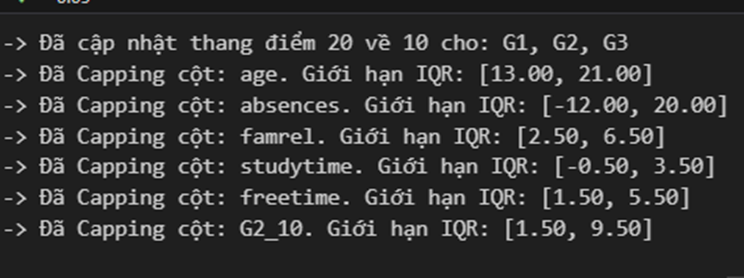 -> Đã cập nhật thang điểm 20 về 10 cho: G1, G2, G3
-> Đã Capping cột: age. Giới hạn IQR: [13.00, 21.00]
-> Đã Capping cột: absences. Giới hạn IQR: [-12.00, 20.00]
-> Đã Capping cột: famrel. Giới hạn IQR: [2.50, 6.50]
-> Đã Capping cột: studytime. Giới hạn IQR: [-0.50, 3.50]
-> Đã Capping cột: freetime. Giới hạn IQR: [1.50, 5.50]
-> Đã Capping cột: G2_10. Giới hạn IQR: [1.50, 9.50]